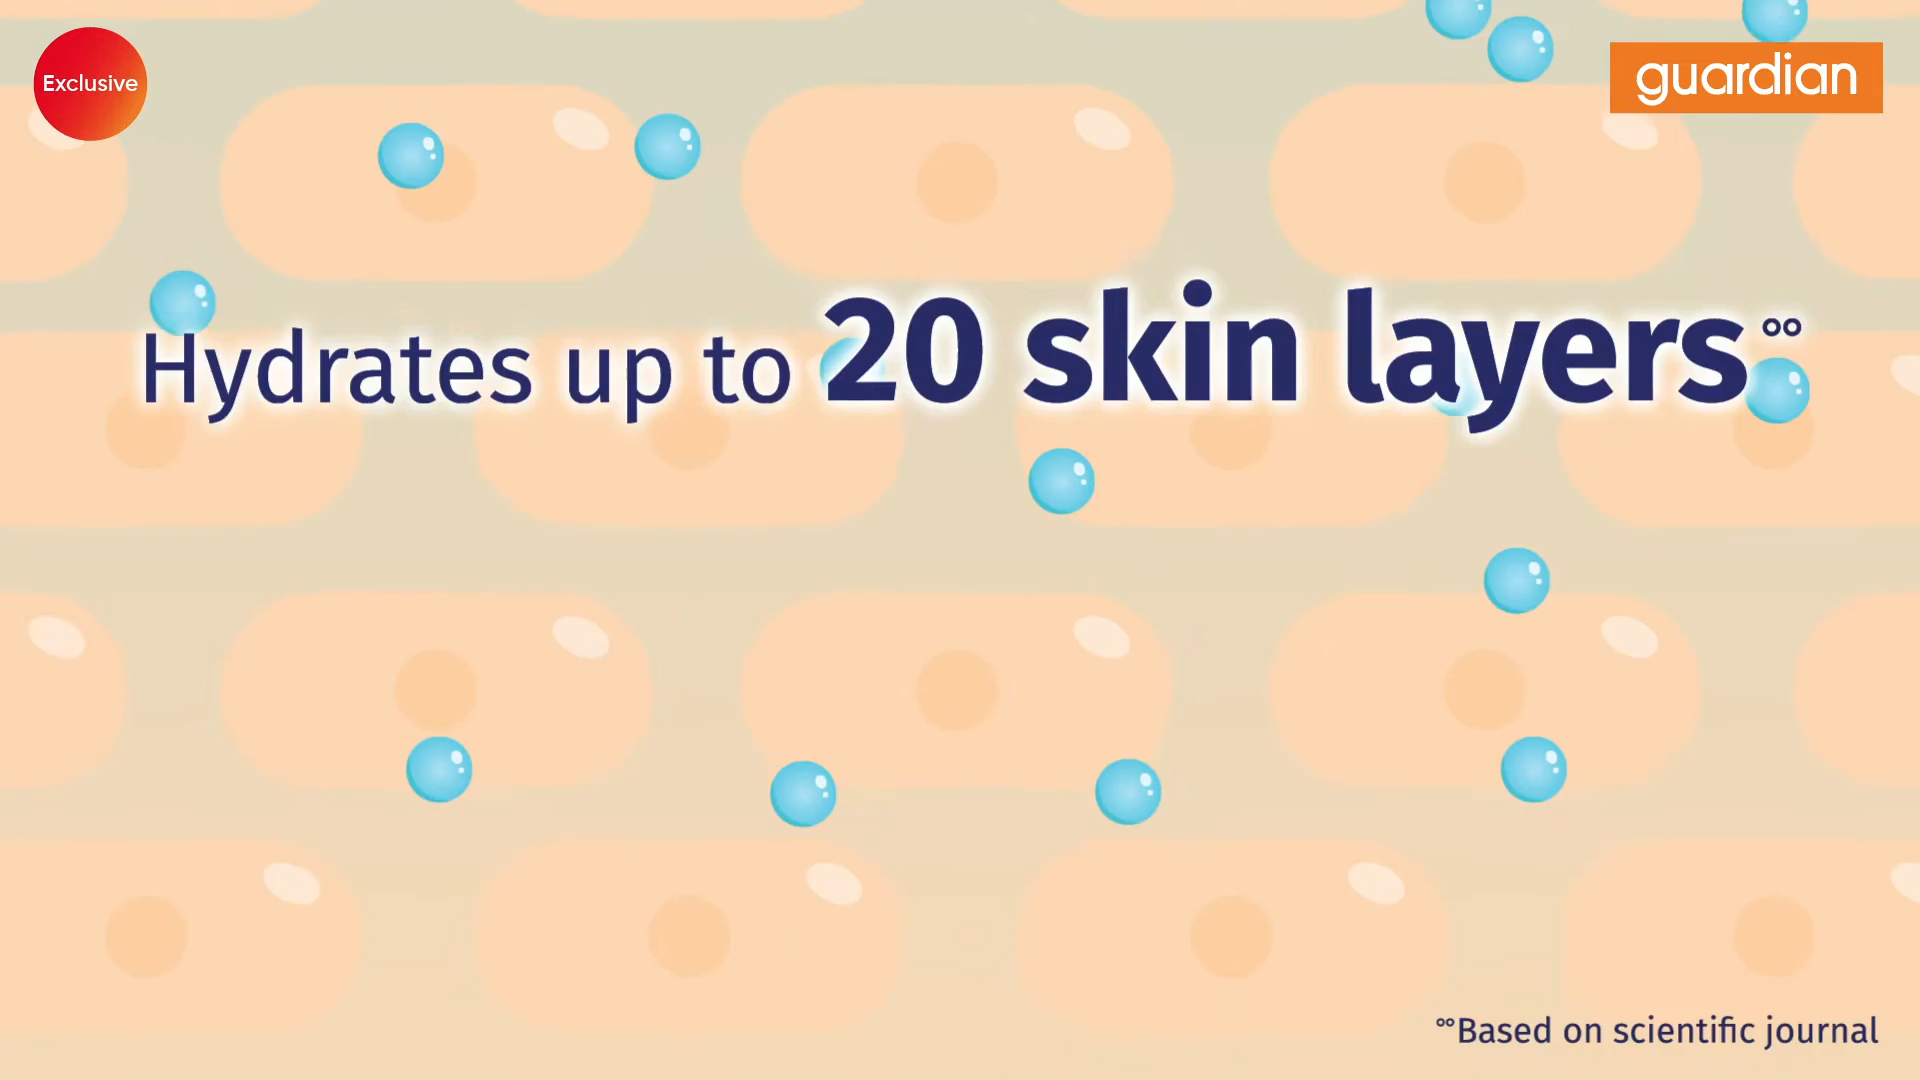 Exclusive
guardian
Hydrates up to 20 skin layers°°
°°Based on scientific journal